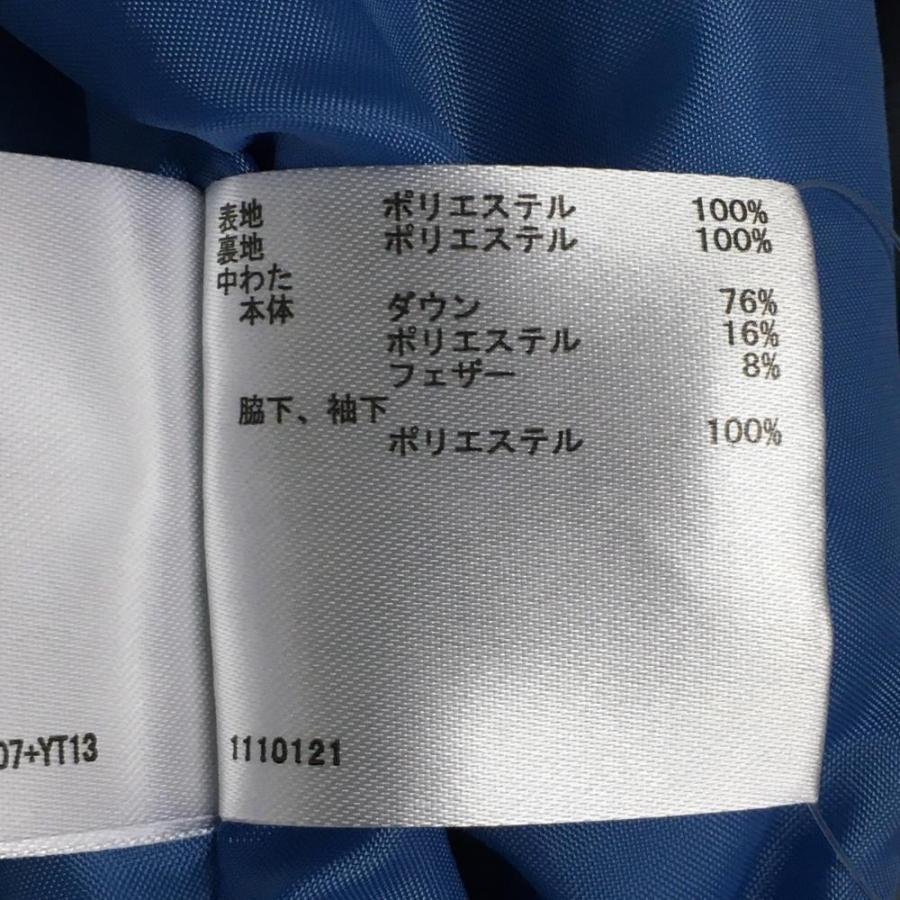 表地 ポリエステル 100%
裏地 ポリエステル 100%
中わた
本体 ダウン 76%
ポリエステル 16%
フェザー 8%
脇下、袖下
ポリエステル 100%
07+YT13
1110121